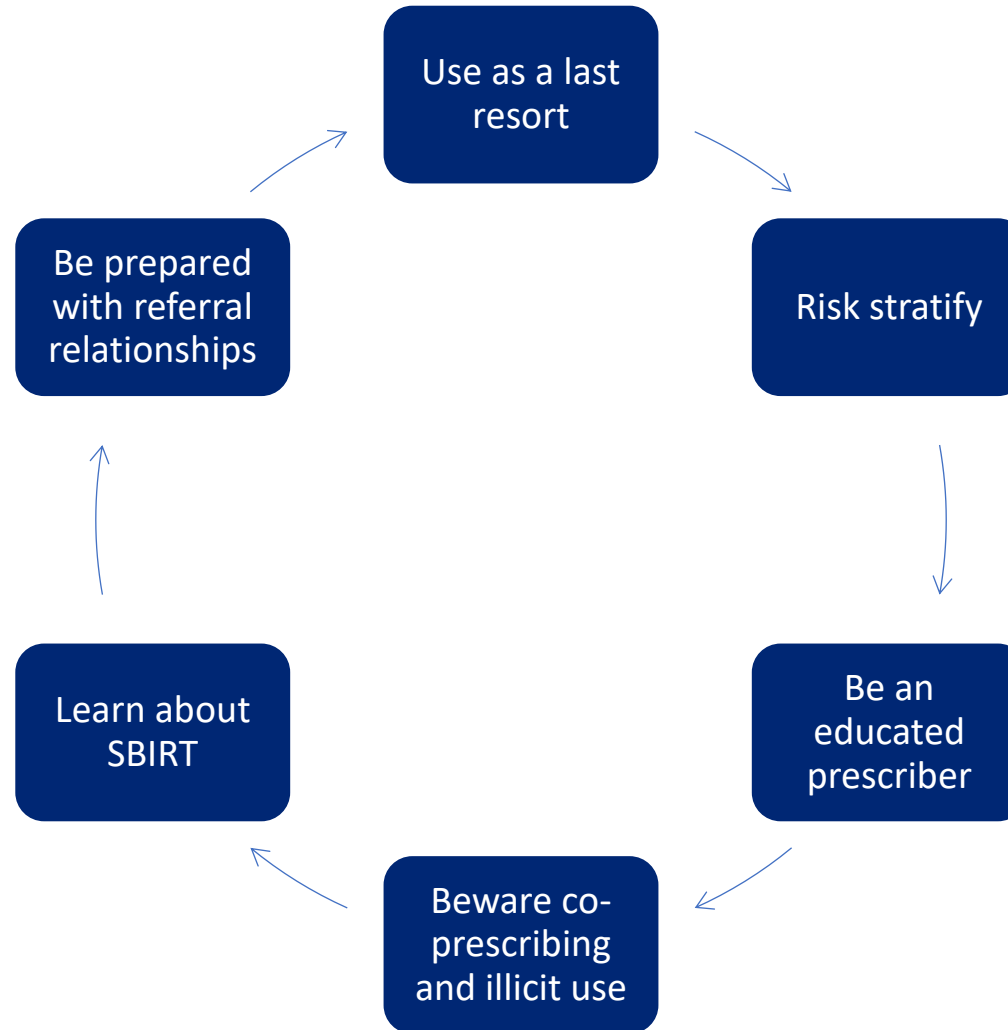 Use as a last
resort
Risk stratify
Be an
educated
prescriber
Beware co-
prescribing
and illicit use
Learn about
SBIRT
Be prepared
with referral
relationships